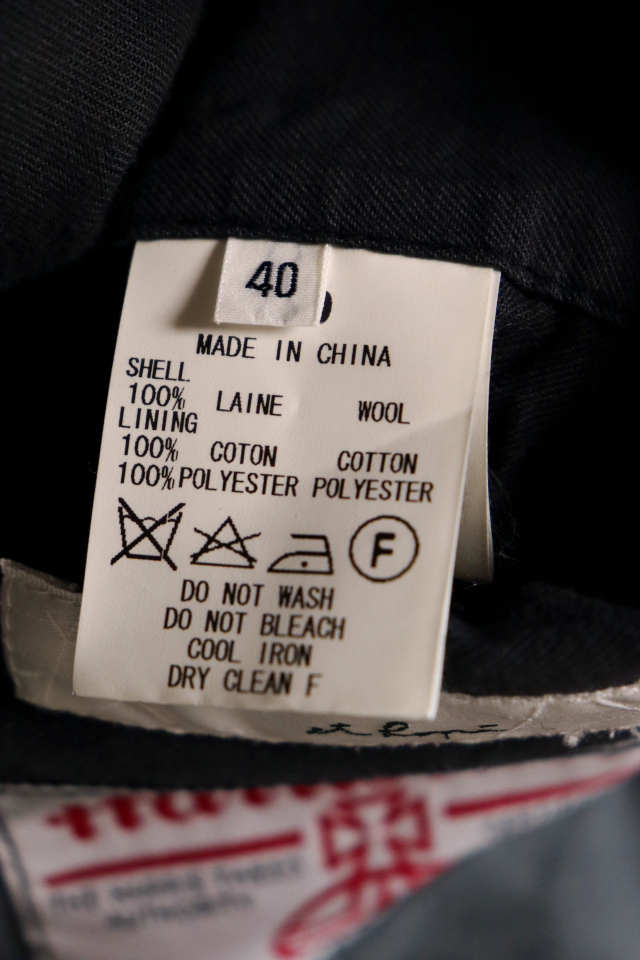 40
MADE IN CHINA
SHELL
100% LAINE WOOL
LINING
100% COTON COTTON
100% POLYESTER POLYESTER
F
DO NOT WASH
DO NOT BLEACH
COOL IRON
DRY CLEAN F